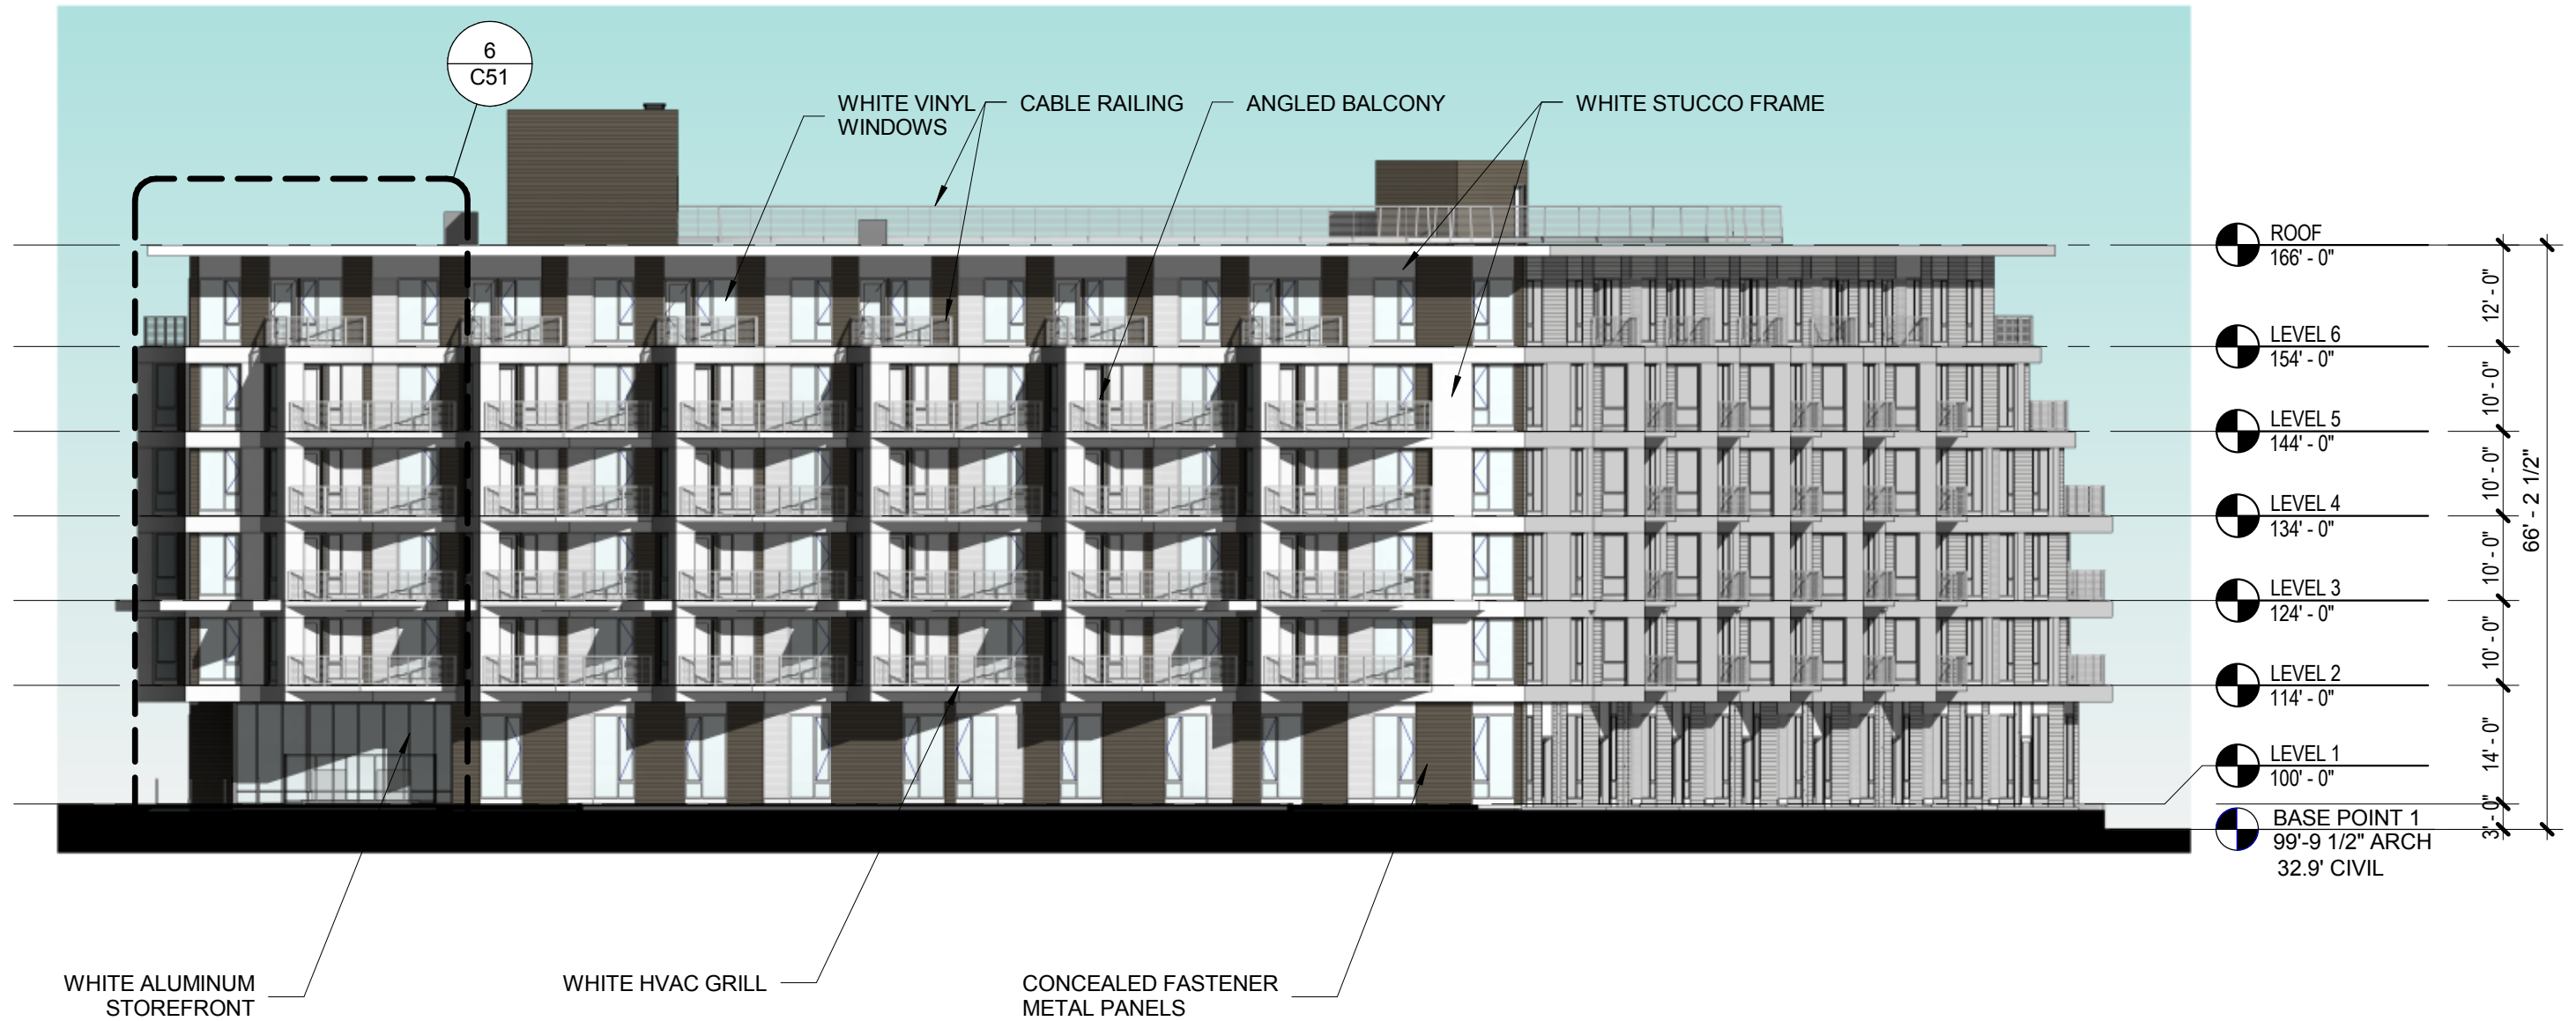 6
C51
WHITE VINYL
WINDOWS
CABLE RAILING
ANGLED BALCONY
WHITE STUCCO FRAME
ROOF
166' - 0"
LEVEL 6
154' - 0"
LEVEL 5
144' - 0"
LEVEL 4
134' - 0"
LEVEL 3
124' - 0"
LEVEL 2
114' - 0"
LEVEL 1
100' - 0"
BASE POINT 1
99'-9 1/2" ARCH
32.9' CIVIL
12' - 0"
10' - 0"
10' - 0"
10' - 0"
10' - 0"
14' - 0"
3' - 0"
66' - 2 1/2"
WHITE ALUMINUM
STOREFRONT
WHITE HVAC GRILL
CONCEALED FASTENER
METAL PANELS